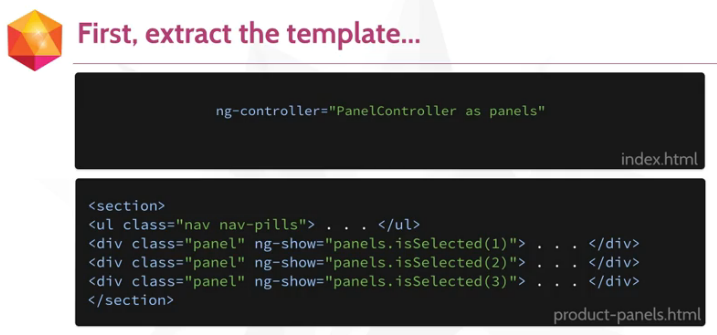 First, extract the template...
ng-controller="PanelController as panels"
index.html
<section>
<ul class="nav nav-pills"> . . . </ul>
<div class="panel" ng-show="panels.isSelected(1)"> . . . </div>
<div class="panel" ng-show="panels.isSelected(2)"> . . . </div>
<div class="panel" ng-show="panels.isSelected(3)"> . . . </div>
</section>
product-panels.html